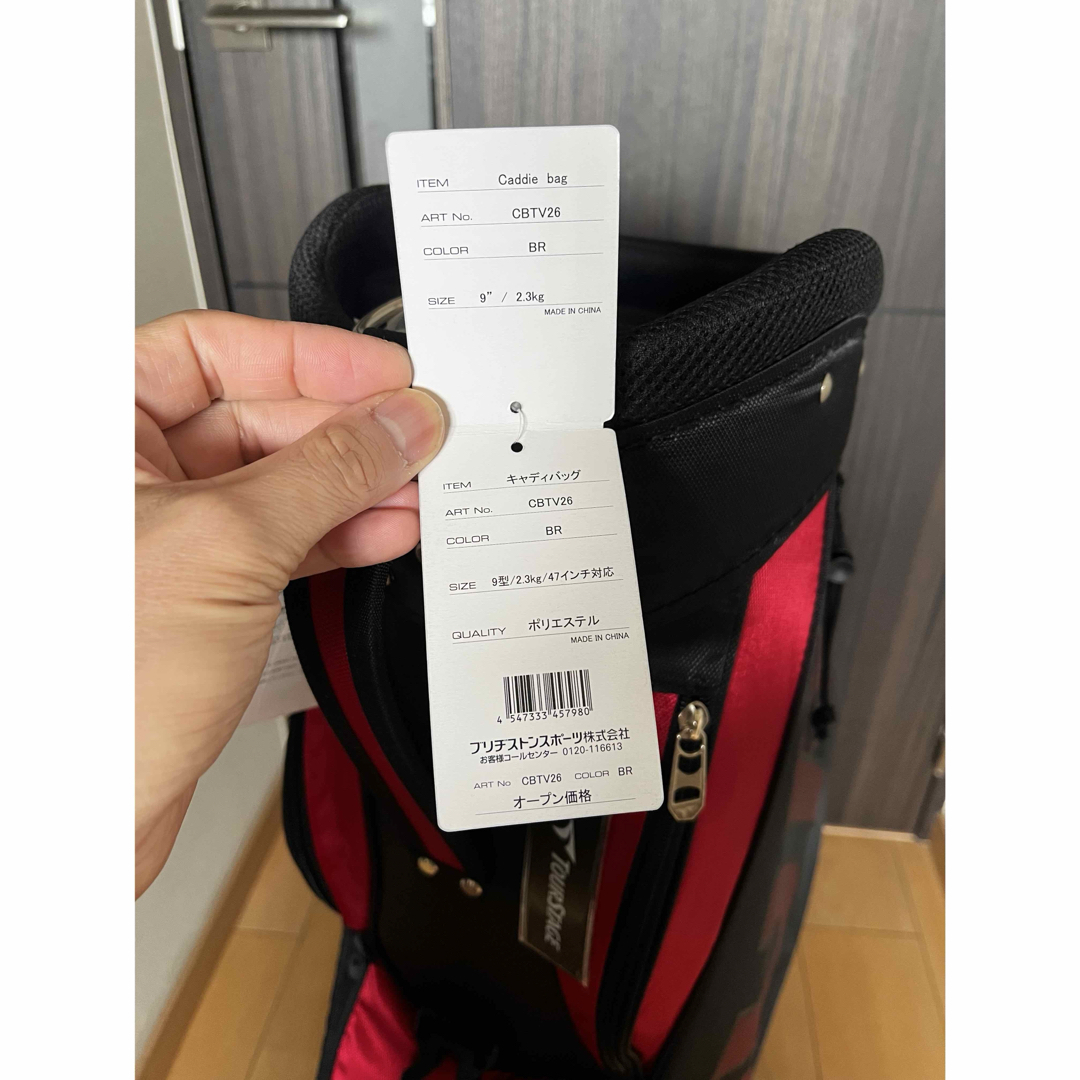 ITEM Caddie bag
ART No. CBTV26
COLOR BR
SIZE 9” / 2.3kg
MADE IN CHINA
ITEM キャディバッグ
ART No. CBTV26
COLOR BR
SIZE 9型/2.3kg/47インチ対応
QUALITY ポリエステル
MADE IN CHINA
4 547333 457980
ブリヂストンスポーツ株式会社
お客様コールセンター 0120-116613
ART No CBTV26 COLOR BR
オープン価格
TOURSTAGE